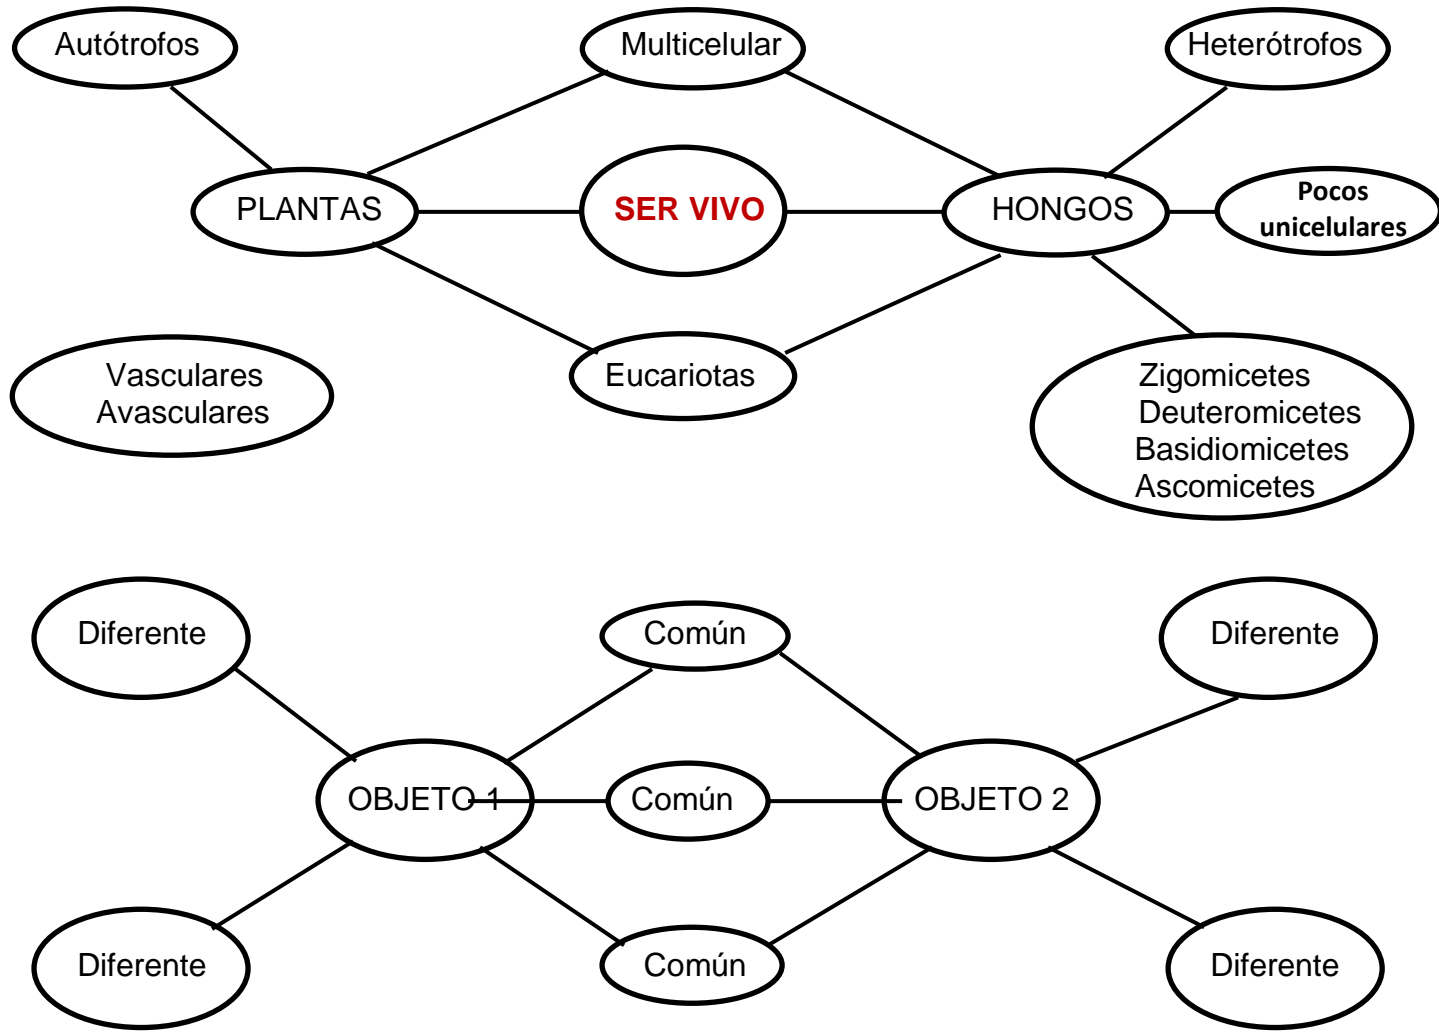 Autótrofos
Multicelular
Heterótrofos
PLANTAS
SER VIVO
HONGOS
Pocos
unicelulares
Vasculares
Avasculares
Eucariotas
Zigomicetes
Deuteromicetes
Basidiomicetes
Ascomicetes
Diferente
Común
Diferente
OBJETO 1
Común
OBJETO 2
Diferente
Común
Diferente